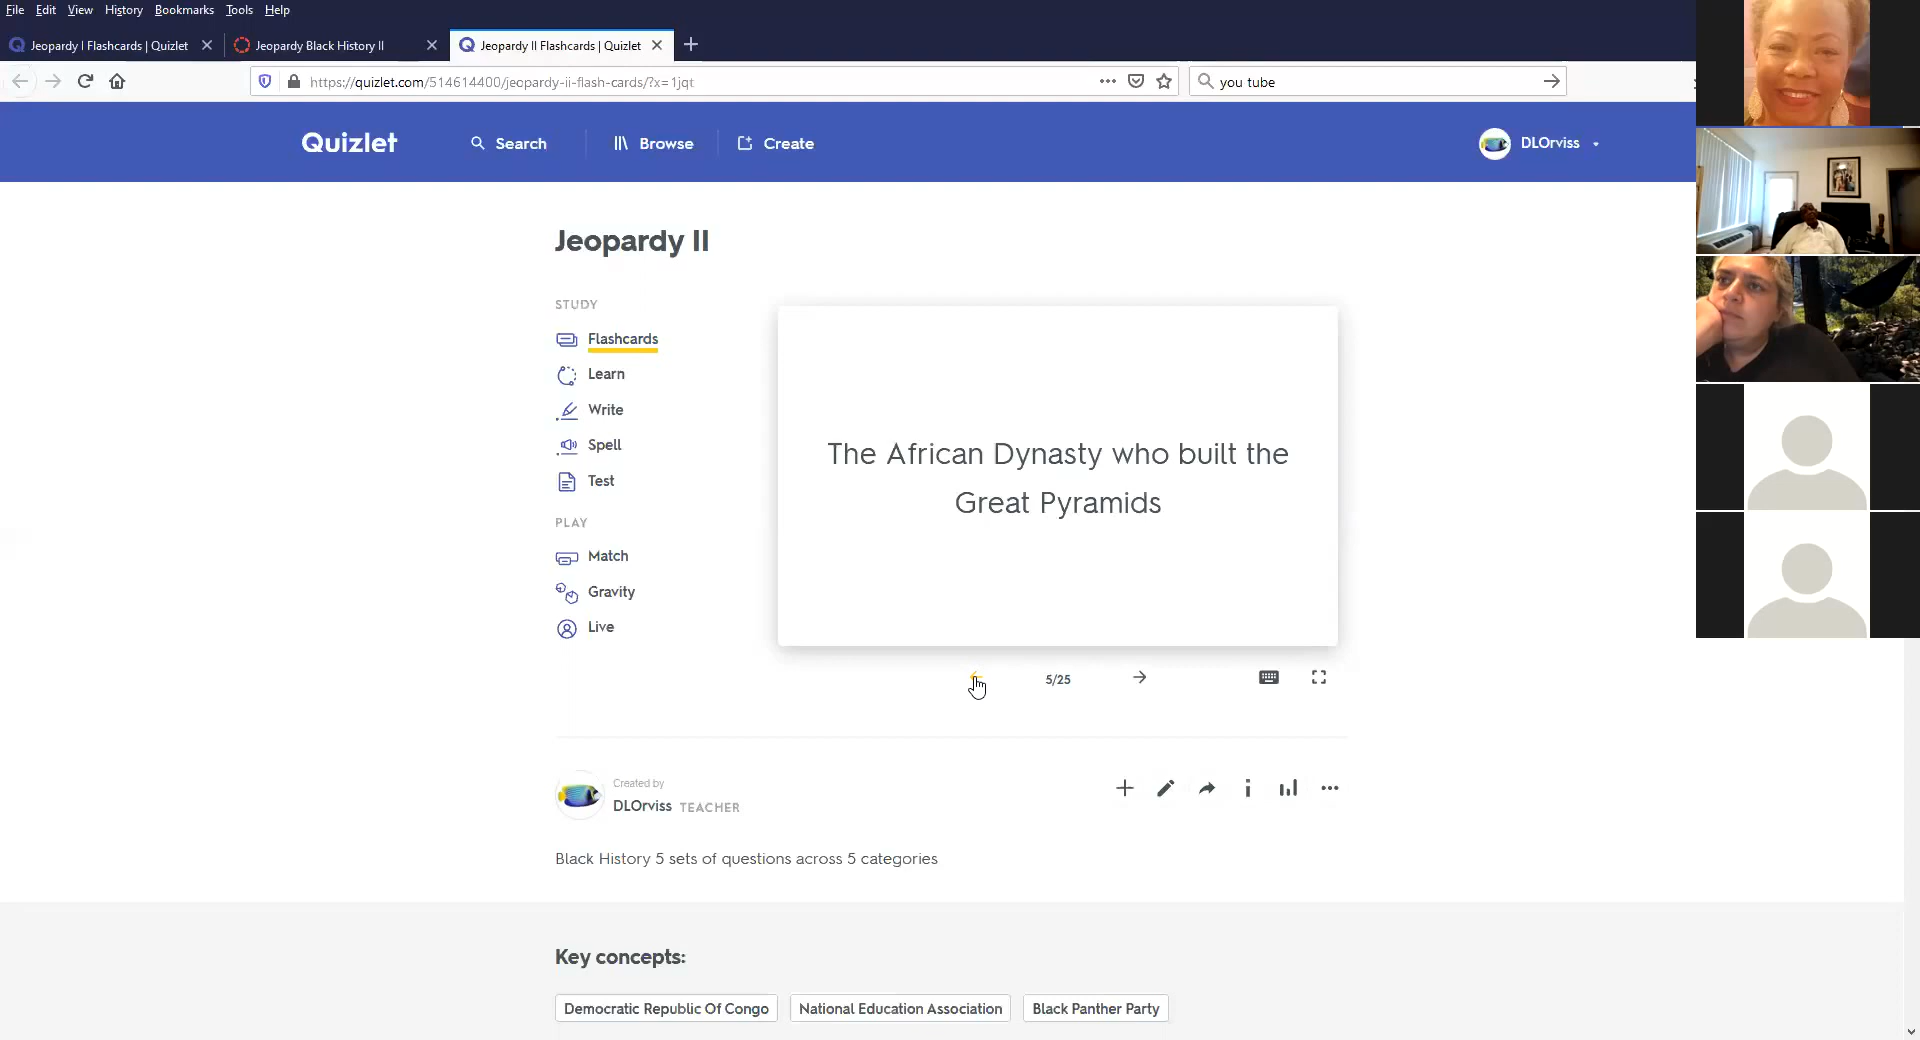 File Edit View History Bookmarks Tools Help
Jeopardy I Flashcards | Quizlet
Jeopardy Black History II
Jeopardy II Flashcards | Quizlet
https://quizlet.com/514614400/jeopardy-ii-flash-cards/?x=1jqt
you tube
Quizlet
Search
Browse
Create
DLOrviss
Jeopardy II
STUDY
Flashcards
Learn
Write
Spell
Test
PLAY
Match
Gravity
Live
The African Dynasty who built the
Great Pyramids
5/25
Created by
DLOrviss TEACHER
Black History 5 sets of questions across 5 categories
Key concepts:
Democratic Republic Of Congo
National Education Association
Black Panther Party